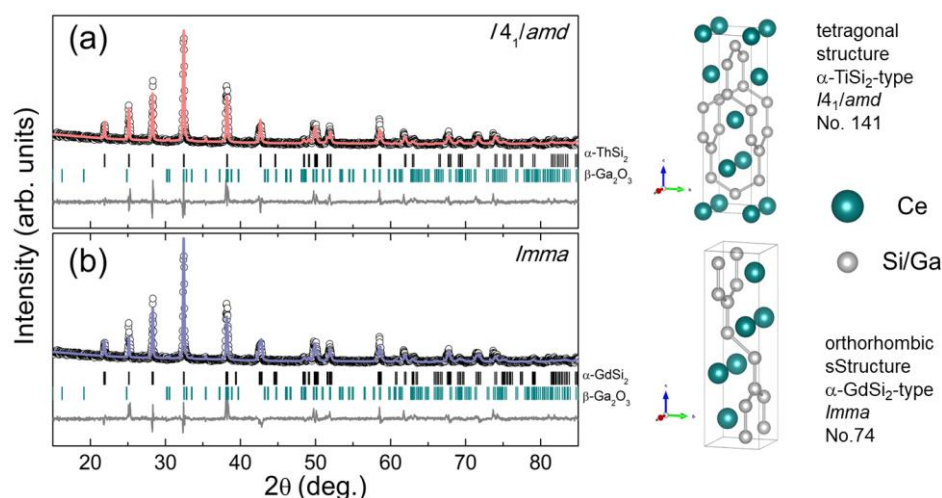 (a)
I4₁/amd
α-ThSi₂
β-Ga₂O₃
(b)
Imma
α-GdSi₂
β-Ga₂O₃
Intensity (arb. units)
20 30 40 50 60 70 80
2θ (deg.)
tetragonal
structure
α-TiSi₂-type
I4₁/amd
No. 141
Ce
Si/Ga
orthorhombic
sStructure
α-GdSi₂-type
Imma
No.74